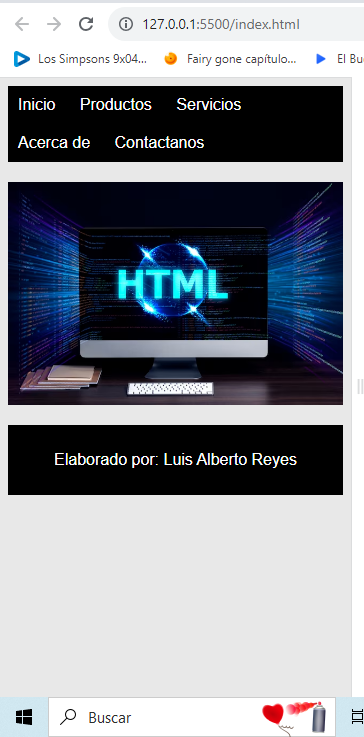 127.0.0.1:5500/index.html
Los Simpsons 9x04...
Fairy gone capítulo...
El Bu
Inicio Productos Servicios
Acerca de Contactanos
HTML
Elaborado por: Luis Alberto Reyes
Buscar